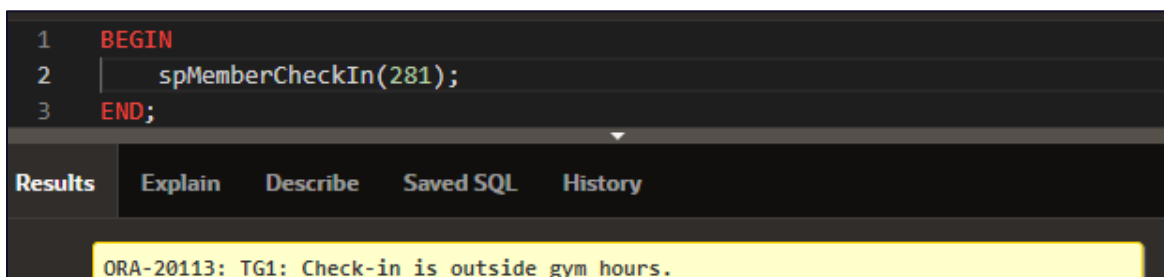 1 BEGIN
2 spMemberCheckIn(281);
3 END;
Results Explain Describe Saved SQL History
ORA-20113: TG1: Check-in is outside gym hours.